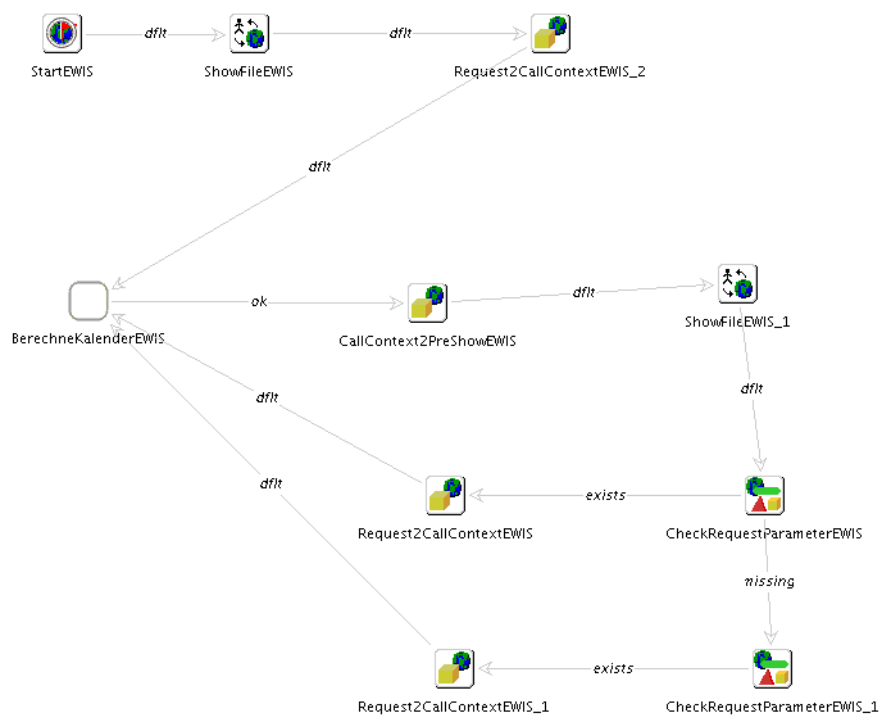 dflt
dflt
StartEWIS
ShowFileEWIS
Request2CallContextEWIS_2
dflt
ok
dflt
BerechneKalenderEWIS
CallContext2PreShowEWIS
ShowFileEWIS_1
dflt
dflt
dflt
exists
Request2CallContextEWIS
CheckRequestParameterEWIS
missing
exists
Request2CallContextEWIS_1
CheckRequestParameterEWIS_1